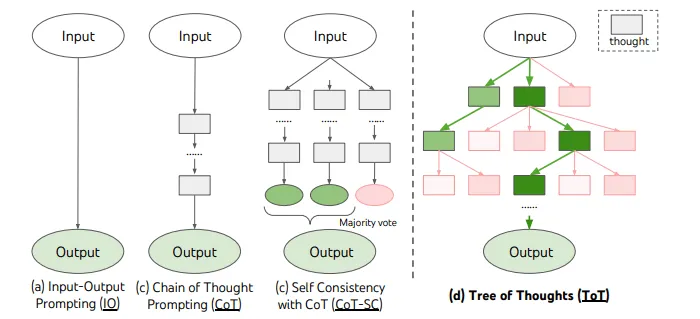 Input
Input
Input
Input
thought
......
......
......
......
......
Majority vote
Output
Output
Output
Output
(a) Input-Output
Prompting (IO)
(c) Chain of Thought
Prompting (CoT)
(c) Self Consistency
with CoT (CoT-SC)
(d) Tree of Thoughts (ToT)